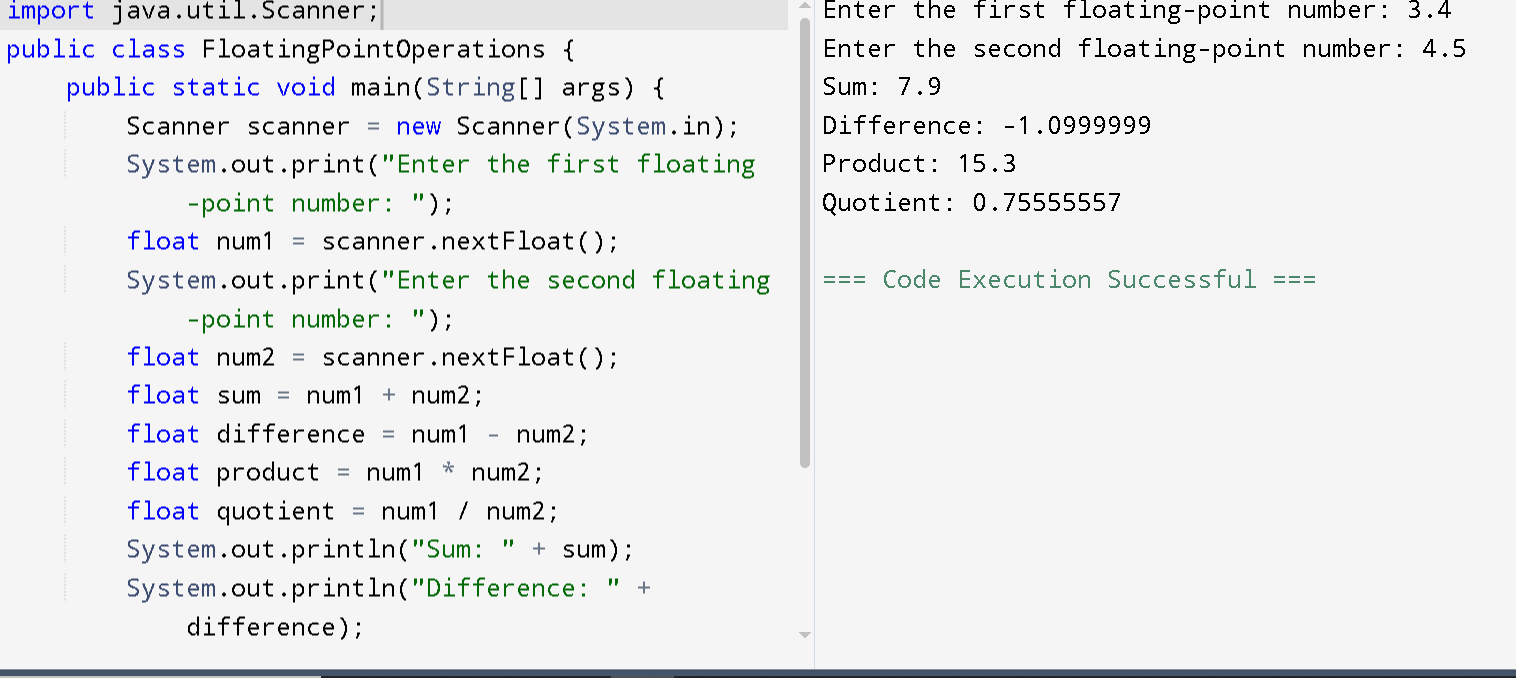 import java.util.Scanner;
public class FloatingPointOperations {
    public static void main(String[] args) {
        Scanner scanner = new Scanner(System.in);
        System.out.print("Enter the first floating
            -point number: ");
        float num1 = scanner.nextFloat();
        System.out.print("Enter the second floating
            -point number: ");
        float num2 = scanner.nextFloat();
        float sum = num1 + num2;
        float difference = num1 - num2;
        float product = num1 * num2;
        float quotient = num1 / num2;
        System.out.println("Sum: " + sum);
        System.out.println("Difference: " +
            difference);
Enter the first floating-point number: 3.4
Enter the second floating-point number: 4.5
Sum: 7.9
Difference: -1.0999999
Product: 15.3
Quotient: 0.75555557
=== Code Execution Successful ===